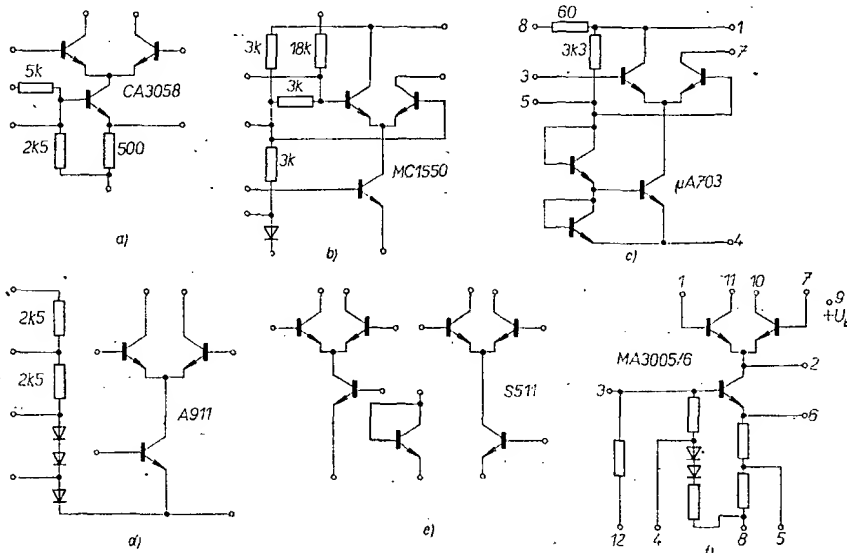 5k
CA3058
2k5
500
a)
3k
18k
3k
3k
MC1550
b)
8
60
1
3k3
7
3
5
µA703
4
c)
2k5
2k5
A911
d)
S511
e)
1
11
10
7
9
+U_b
MA3005/6
2
3
6
12
4
8
5
f)